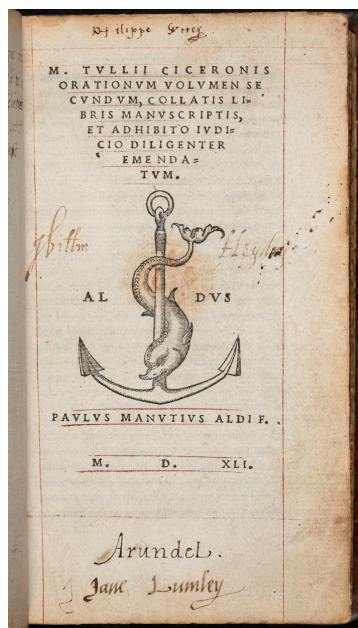 Philippe
M. TVLLII CICERONIS
ORATIONVM VOLVMEN SE
CVNDVM, COLLATIS LI-
BRIS MANVSCRIPTIS,
ET ADHIBITO IVDI-
CIO DILIGENTER
EMENDA=
TVM.
AL DVS
PAVLVS MANVTIVS ALDI F.
M. D. XLI.
Arundel.
Jane Lumley